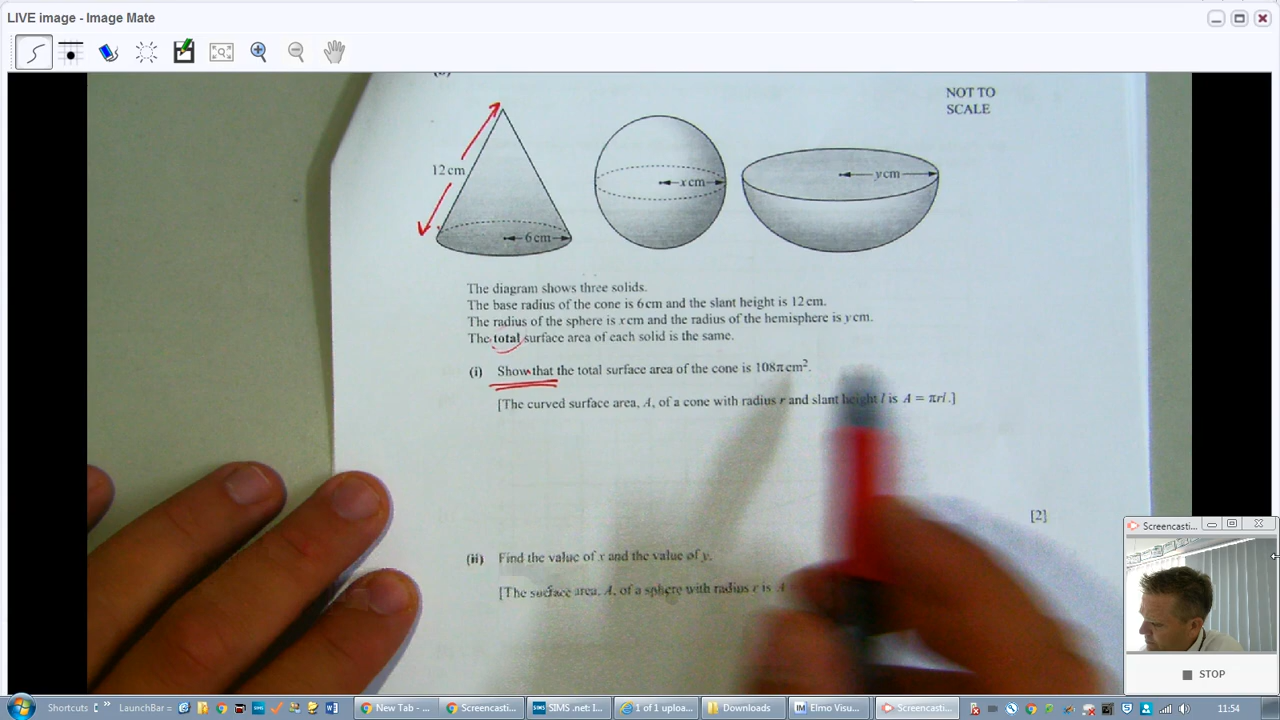 LIVE image - Image Mate
NOT TO
SCALE
12 cm
6 cm
x cm
y cm
The diagram shows three solids.
The base radius of the cone is 6 cm and the slant height is 12 cm.
The radius of the sphere is x cm and the radius of the hemisphere is y cm.
The total surface area of each solid is the same.
(i) Show that the total surface area of the cone is 108π cm².
[The curved surface area, A, of a cone with radius r and slant height l is A = πrl.]
[2]
(ii) Find the value of x and the value of y.
[The surface area, A, of a sphere with radius r is A
Screencasti...
STOP
Shortcuts
LaunchBar
New Tab - ...
Screencasti...
SIMS .net: I...
1 of 1 uploa...
Downloads
Elmo Visu...
Screencasti...
11:54